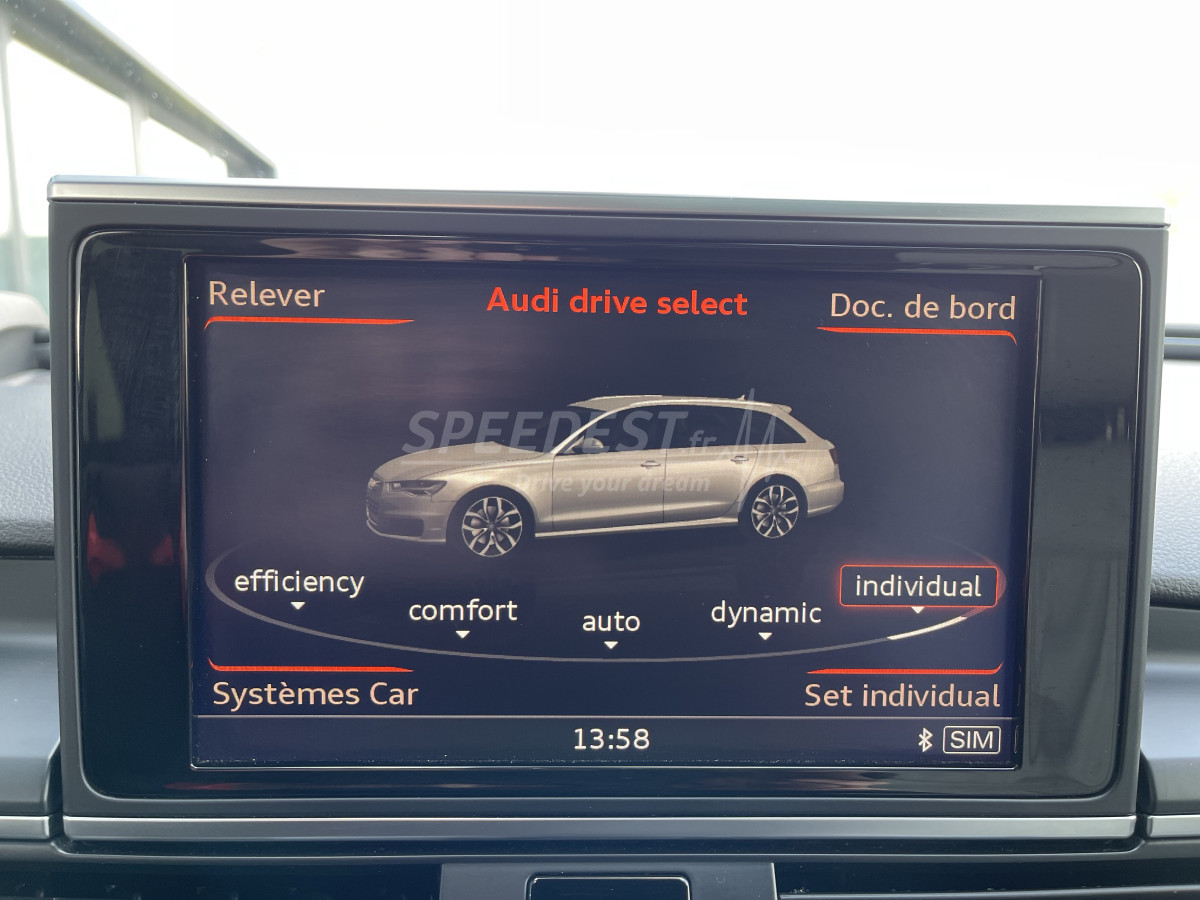 Relever
Audi drive select
Doc. de bord
SPEEDEST.fr
Drive your dream
efficiency
comfort
auto
dynamic
individual
Systèmes Car
Set individual
13:58
SIM